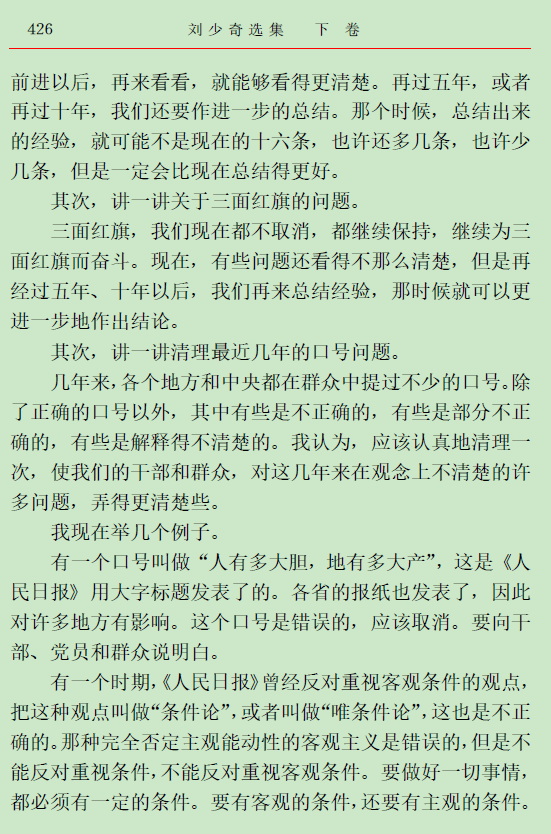 426 刘少奇选集 下卷
前进以后，再来看看，就能够看得更清楚。再过五年，或者
再过十年，我们还要作进一步的总结。那个时候，总结出来
的经验，就可能不是现在的十六条，也许还多几条，也许少
几条，但是一定会比现在总结得更好。
其次，讲一讲关于三面红旗的问题。
三面红旗，我们现在都不取消，都继续保持，继续为三
面红旗而奋斗。现在，有些问题还看得不那么清楚，但是再
经过五年、十年以后，我们再来总结经验，那时候就可以更
进一步地作出结论。
其次，讲一讲清理最近几年的口号问题。
几年来，各个地方和中央都在群众中提过不少的口号。除
了正确的口号以外，其中有些是不正确的，有些是部分不正
确的，有些是解释得不清楚的。我认为，应该认真地清理一
次，使我们的干部和群众，对这几年来在观念上不清楚的许
多问题，弄得更清楚些。
我现在举几个例子。
有一个口号叫做“人有多大胆，地有多大产”，这是《人
民日报》用大字标题发表了的。各省的报纸也发表了，因此
对许多地方有影响。这个口号是错误的，应该取消。要向干
部、党员和群众说明白。
有一个时期，《人民日报》曾经反对重视客观条件的观点，
把这种观点叫做“条件论”，或者叫做“唯条件论”，这也是不正
确的。那种完全否定主观能动性的客观主义是错误的，但是不
能反对重视条件，不能反对重视客观条件。要做好一切事情，
都必须有一定的条件。要有客观的条件，还要有主观的条件。